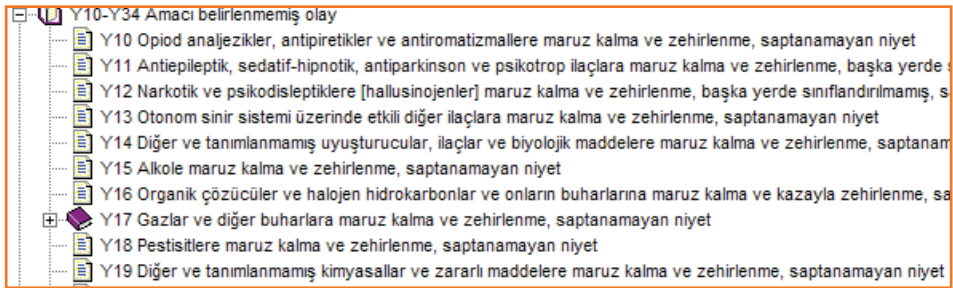 Y10-Y34 Amacı belirlenmemiş olay
Y10 Opiod analjezikler, antipiretikler ve antiromatizmallere maruz kalma ve zehirlenme, saptanamayan niyet
Y11 Antiepileptik, sedatif-hipnotik, antiparkinson ve psikotrop ilaçlara maruz kalma ve zehirlenme, başka yerde
Y12 Narkotik ve psikodisleptiklere [hallusinojenler] maruz kalma ve zehirlenme, başka yerde sınıflandırılmamış,
Y13 Otonom sinir sistemi üzerinde etkili diğer ilaçlara maruz kalma ve zehirlenme, saptanamayan niyet
Y14 Diğer ve tanımlanmamış uyuşturucular, ilaçlar ve biyolojik maddelere maruz kalma ve zehirlenme, saptanam
Y15 Alkole maruz kalma ve zehirlenme, saptanamayan niyet
Y16 Organik çözücüler ve halojen hidrokarbonlar ve onların buharlarına maruz kalma ve kazayla zehirlenme, sa
Y17 Gazlar ve diğer buharlara maruz kalma ve zehirlenme, saptanamayan niyet
Y18 Pestisitlere maruz kalma ve zehirlenme, saptanamayan niyet
Y19 Diğer ve tanımlanmamış kimyasallar ve zararlı maddelere maruz kalma ve zehirlenme, saptanamayan niyet